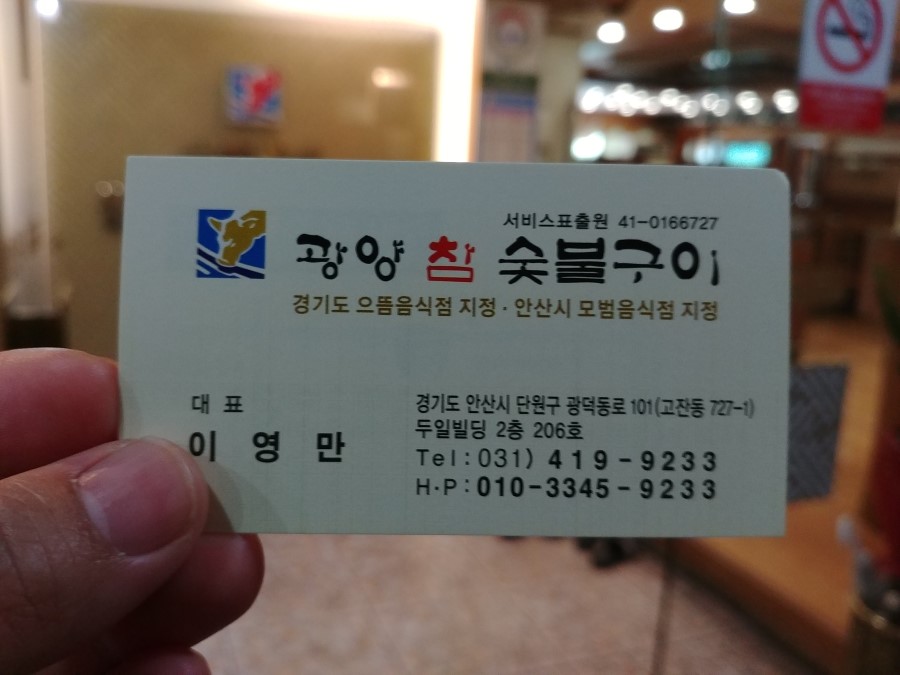 서비스표출원 41-0166727
광양 참 숯불구이
경기도 으뜸음식점 지정 · 안산시 모범음식점 지정
대 표
이 영 만
경기도 안산시 단원구 광덕동로 101(고잔동 727-1)
두일빌딩 2층 206호
Tel:031) 419-9233
H·P:010-3345-9233